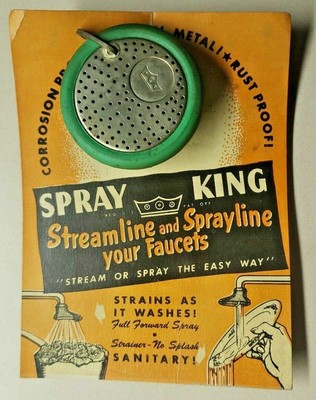 CORROSION PR METAL! ★ RUST PROOF!
SPRAY KING
REG PAT OFF
Streamline and Sprayline
your Faucets
"STREAM OR SPRAY THE EASY WAY"
STRAINS AS
IT WASHES!
Full Forward Spray
•
Strainer-No Splash
SANITARY!